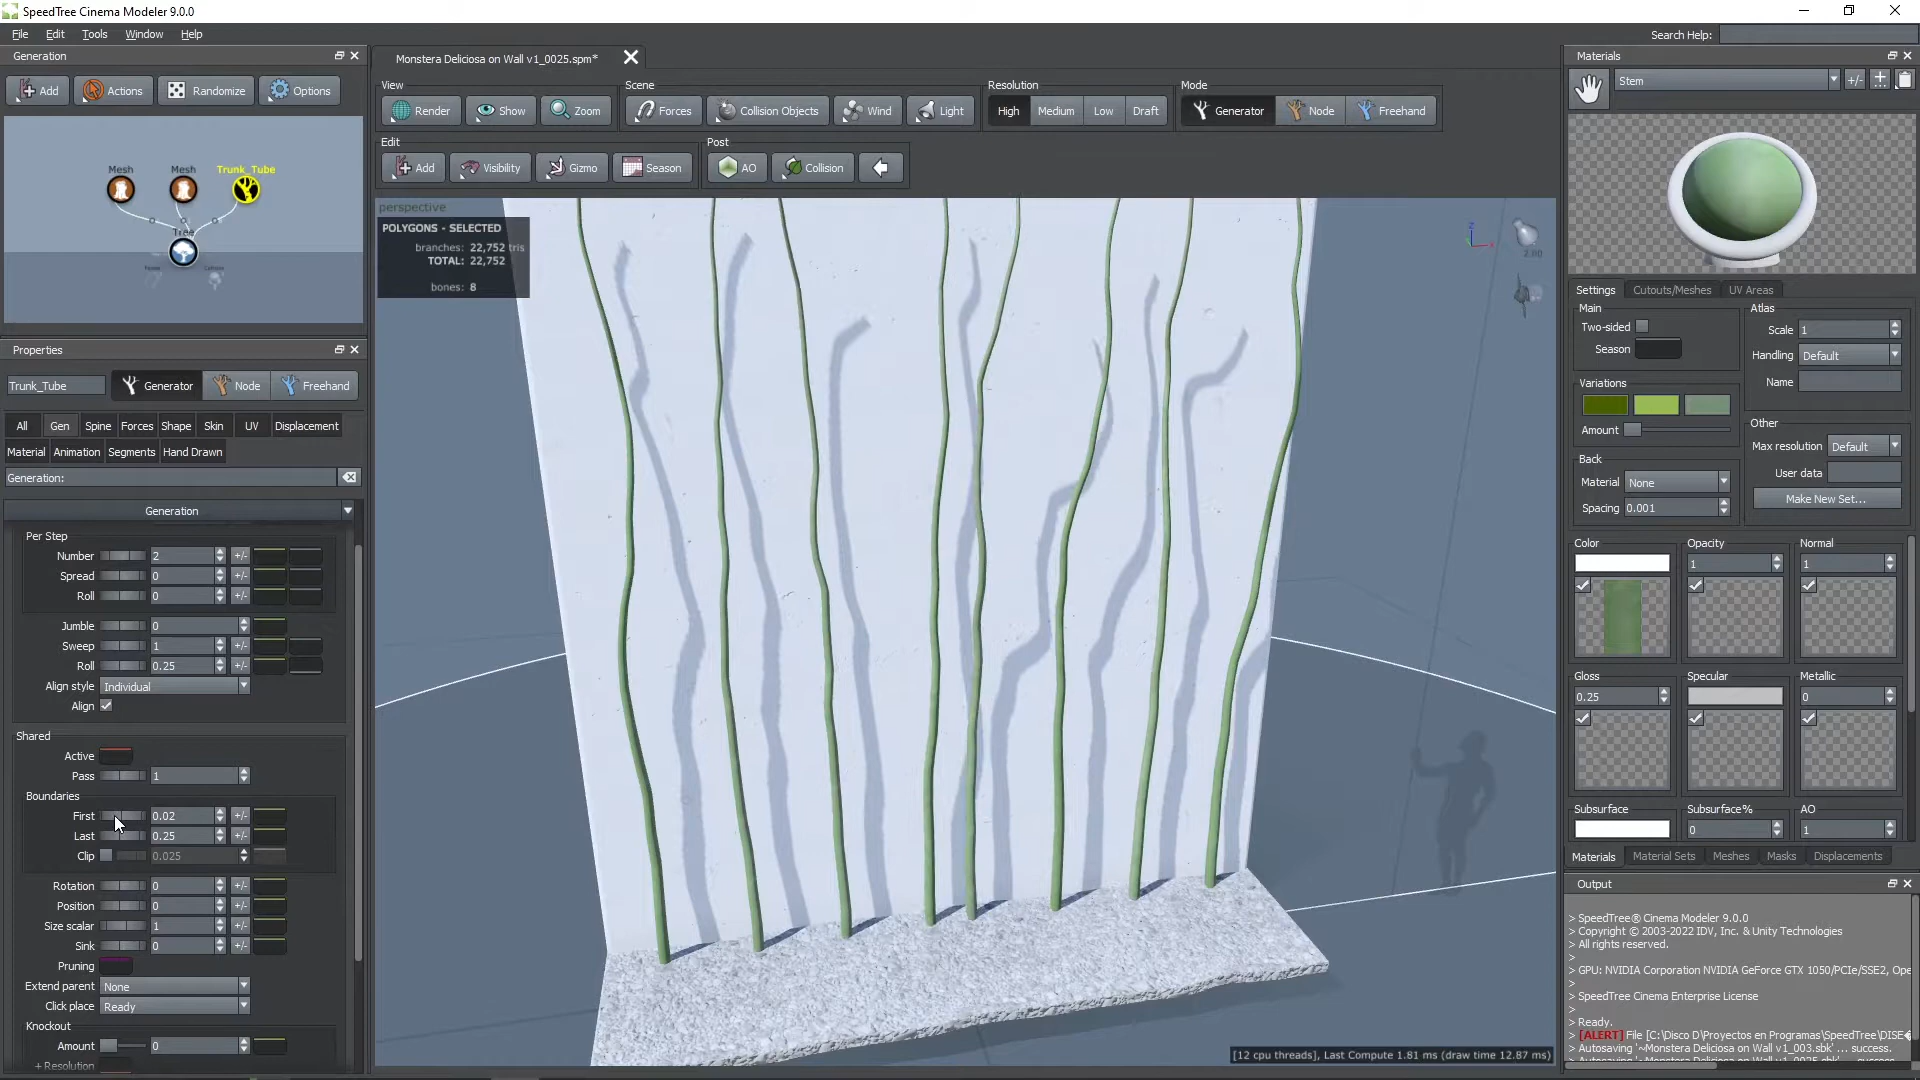 SpeedTree Cinema Modeler 9.0.0
File Edit Tools Window Help
Search Help:
Generation
Add Actions Randomize Options
Mesh Mesh Trunk_Tube
Tree
Properties
Trunk_Tube Generator Node Freehand
All Gen Spine Forces Shape Skin UV Displacement
Material Animation Segments Hand Drawn
Generation:
Generation
Per Step
Number 2 +/-
Spread 0 +/-
Roll 0 +/-
Jumble 0
Sweep 1 +/-
Roll 0.25 +/-
Align style Individual
Align
Shared
Active
Pass 1
Boundaries
First 0.02 +/-
Last 0.25 +/-
Clip 0.025
Rotation 0 +/-
Position 0 +/-
Size scalar 1 +/-
Sink 0 +/-
Pruning
Extend parent None
Click place Ready
Knockout
Amount 0
+ Resolution
Monstera Deliciosa on Wall v1_0025.spm*
View Scene Resolution Mode
Render Show Zoom Forces Collision Objects Wind Light High Medium Low Draft Generator Node Freehand
Edit Post
Add Visibility Gizmo Season AO Collision
perspective
POLYGONS - SELECTED
branches: 22,752 tris
TOTAL: 22,752
bones: 8
2.00
[12 cpu threads], Last Compute 1.81 ms (draw time 12.87 ms)
Materials
Stem +/-
Settings Cutouts/Meshes UV Areas
Main
Two-sided
Season
Atlas
Scale 1
Handling Default
Name
Variations
Amount
Other
Max resolution Default
User data
Make New Set...
Back
Material None
Spacing 0.001
Color Opacity Normal
1 1
Gloss Specular Metallic
0.25 0
Subsurface Subsurface% AO
0 1
Materials Material Sets Meshes Masks Displacements
Output
> SpeedTree® Cinema Modeler 9.0.0
> Copyright © 2003-2022 IDV, Inc. & Unity Technologies
> All rights reserved.
>
> GPU: NVIDIA Corporation NVIDIA GeForce GTX 1050/PCIe/SSE2, Ope
>
> SpeedTree Cinema Enterprise License
>
> Ready.
> [ALERT] File [C:\Disco D\Proyectos en Programas\SpeedTree\DISE
> Autosaving '~Monstera Deliciosa on Wall v1_003.sbk' ... success.
> Autosaving '~Monstera Deliciosa on Wall v1_0025.sbk' ... success